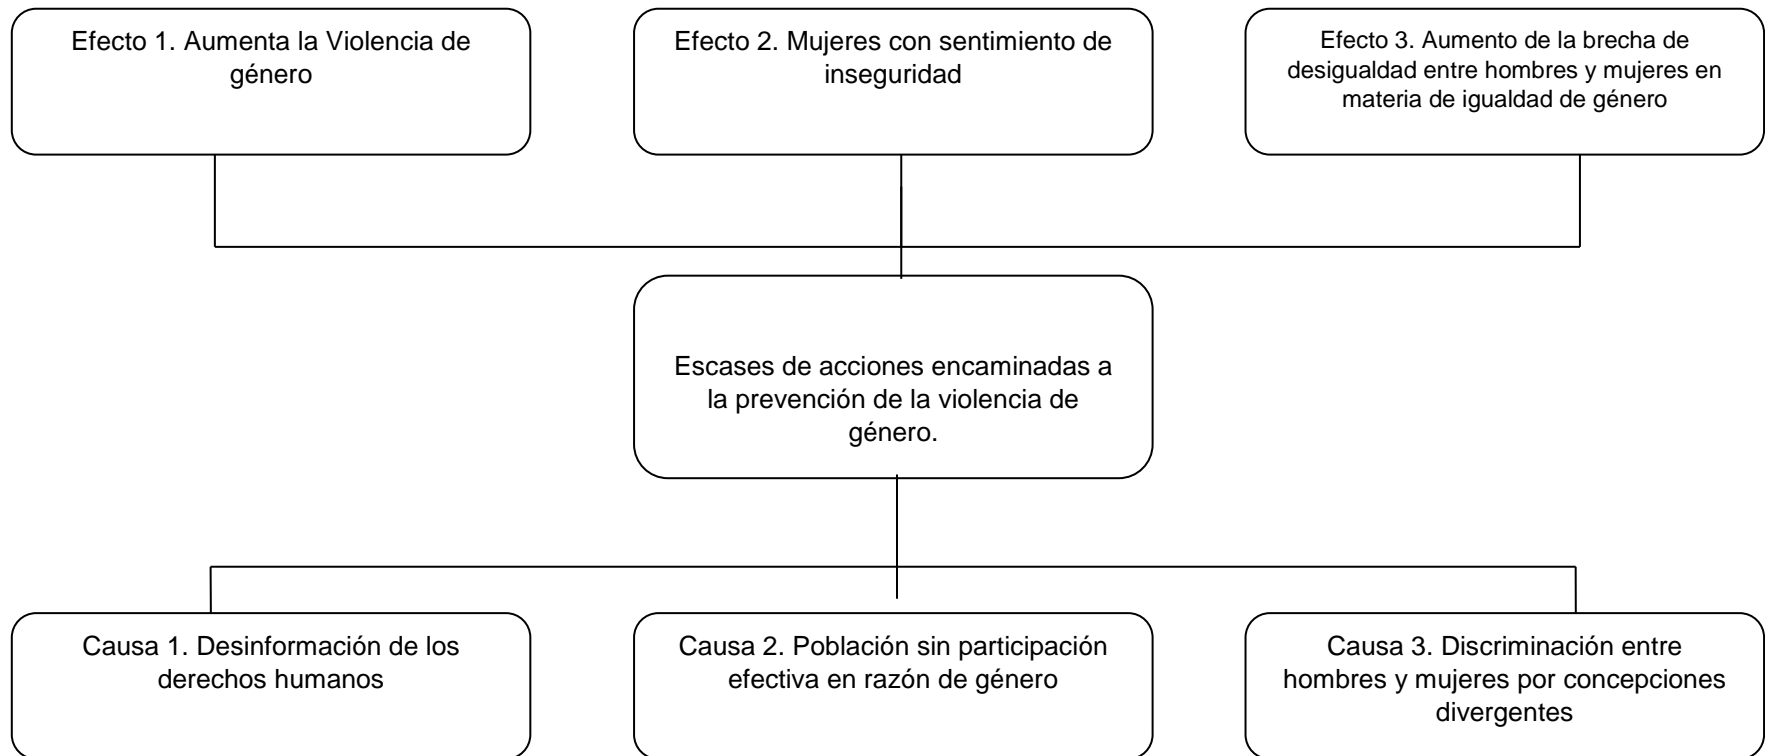 Efecto 1. Aumenta la Violencia de
género
Efecto 2. Mujeres con sentimiento de
inseguridad
Efecto 3. Aumento de la brecha de
desigualdad entre hombres y mujeres en
materia de igualdad de género
Escases de acciones encaminadas a
la prevención de la violencia de
género.
Causa 1. Desinformación de los
derechos humanos
Causa 2. Población sin participación
efectiva en razón de género
Causa 3. Discriminación entre
hombres y mujeres por concepciones
divergentes